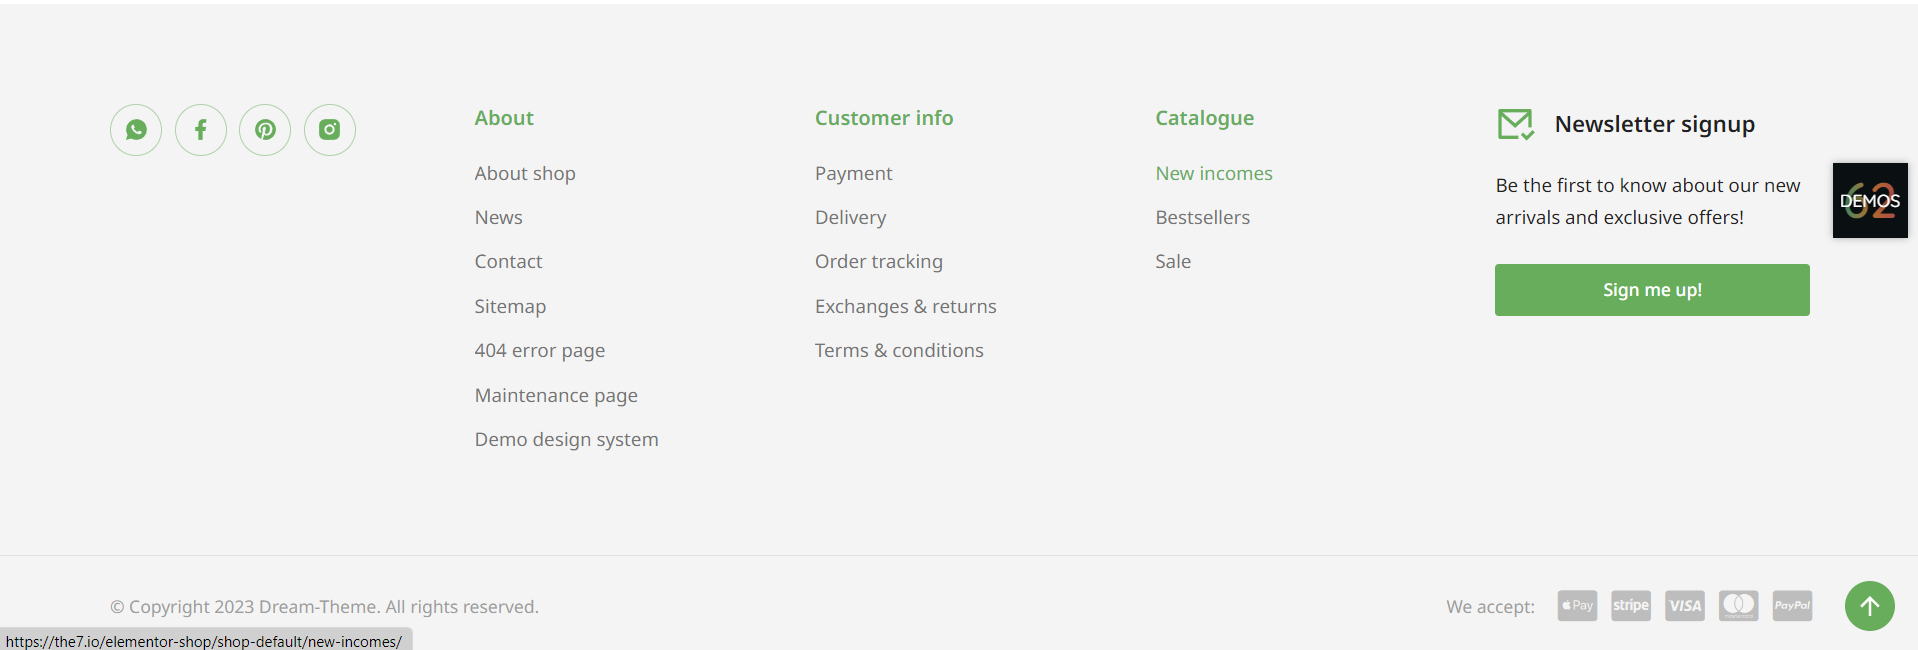 About
About shop
News
Contact
Sitemap
404 error page
Maintenance page
Demo design system
Customer info
Payment
Delivery
Order tracking
Exchanges & returns
Terms & conditions
Catalogue
New incomes
Bestsellers
Sale
Newsletter signup
Be the first to know about our new
arrivals and exclusive offers!
Sign me up!
62
DEMOS
© Copyright 2023 Dream-Theme. All rights reserved.
We accept:
Pay
stripe
VISA
PayPal
https://the7.io/elementor-shop/shop-default/new-incomes/